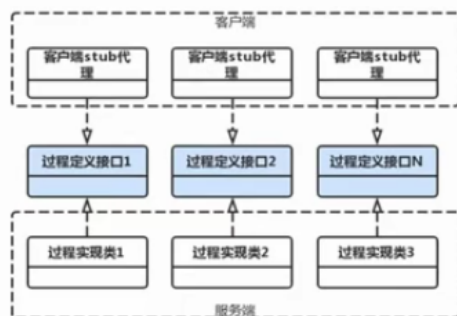 客户端
客户端stub代
理
客户端stub代
理
客户端stub代
理
过程定义接口1
过程定义接口2
过程定义接口N
过程实现类1
过程实现类2
过程实现类3
服务端